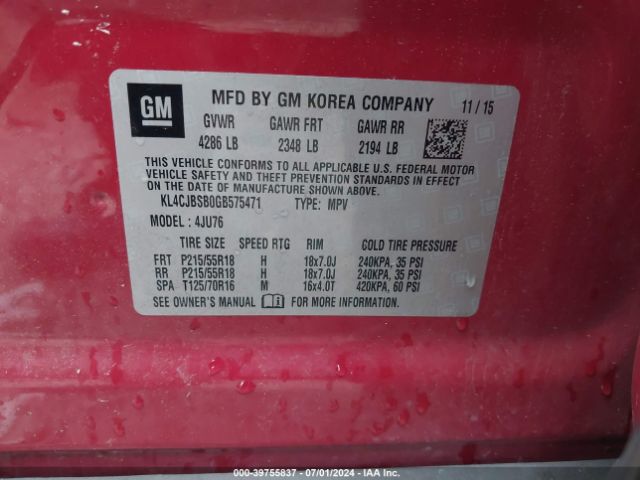 GM
MFD BY GM KOREA COMPANY 11 / 15
GVWR GAWR FRT GAWR RR
4286 LB 2348 LB 2194 LB
THIS VEHICLE CONFORMS TO ALL APPLICABLE U.S. FEDERAL MOTOR
VEHICLE SAFETY AND THEFT PREVENTION STANDARDS IN EFFECT ON
THE DATE OF MANUFACTURE SHOWN ABOVE.
KL4CJBSB0GB575471 TYPE: MPV
MODEL : 4JU76
TIRE SIZE SPEED RTG RIM COLD TIRE PRESSURE
FRT P215/55R18 H 18x7.0J 240KPA, 35 PSI
RR P215/55R18 H 18x7.0J 240KPA, 35 PSI
SPA T125/70R16 M 16x4.0T 420KPA, 60 PSI
SEE OWNER'S MANUAL FOR MORE INFORMATION
000-39755837 - 07/01/2024 - IAA Inc.